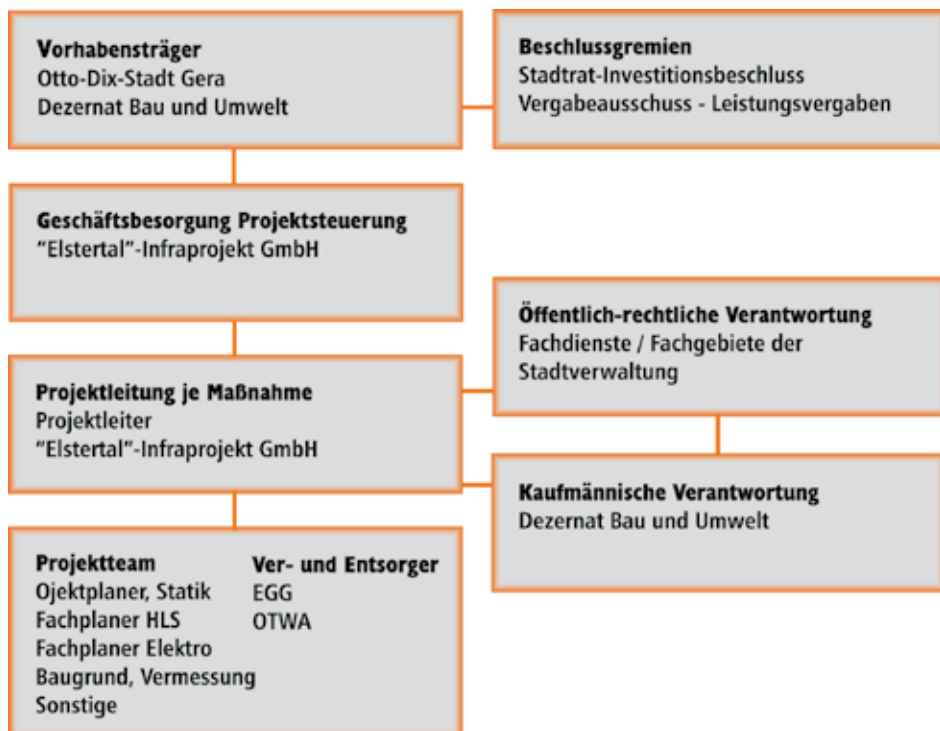 Vorhabensträger
Otto-Dix-Stadt Gera
Dezernat Bau und Umwelt
Beschlussgremien
Stadtrat-Investitionsbeschluss
Vergabeausschuss - Leistungsvergaben
Geschäftsbesorgung Projektsteuerung
“Elstertal”-Infraprojekt GmbH
Öffentlich-rechtliche Verantwortung
Fachdienste / Fachgebiete der
Stadtverwaltung
Projektleitung je Maßnahme
Projektleiter
“Elstertal”-Infraprojekt GmbH
Kaufmännische Verantwortung
Dezernat Bau und Umwelt
Projektteam
Ojektplaner, Statik
Fachplaner HLS
Fachplaner Elektro
Baugrund, Vermessung
Sonstige
Ver- und Entsorger
EGG
OTWA